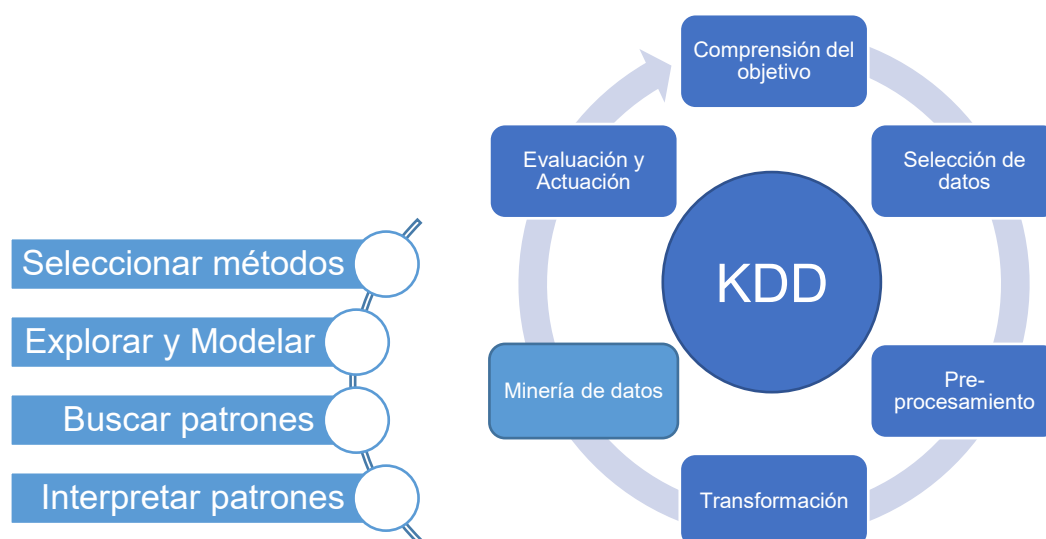 Seleccionar métodos
Explorar y Modelar
Buscar patrones
Interpretar patrones
KDD
Comprensión del
objetivo
Selección de
datos
Pre-
procesamiento
Transformación
Minería de datos
Evaluación y
Actuación